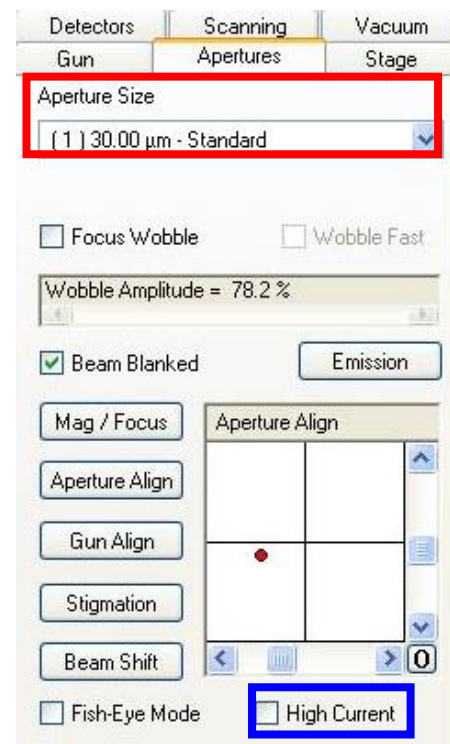 Detectors Scanning Vacuum
Gun Apertures Stage
Aperture Size
( 1 ) 30.00 µm - Standard
Focus Wobble Wobble Fast
Wobble Amplitude = 78.2 %
Beam Blanked Emission
Mag / Focus Aperture Align
Aperture Align
Gun Align
Stigmation
Beam Shift 0
Fish-Eye Mode High Current